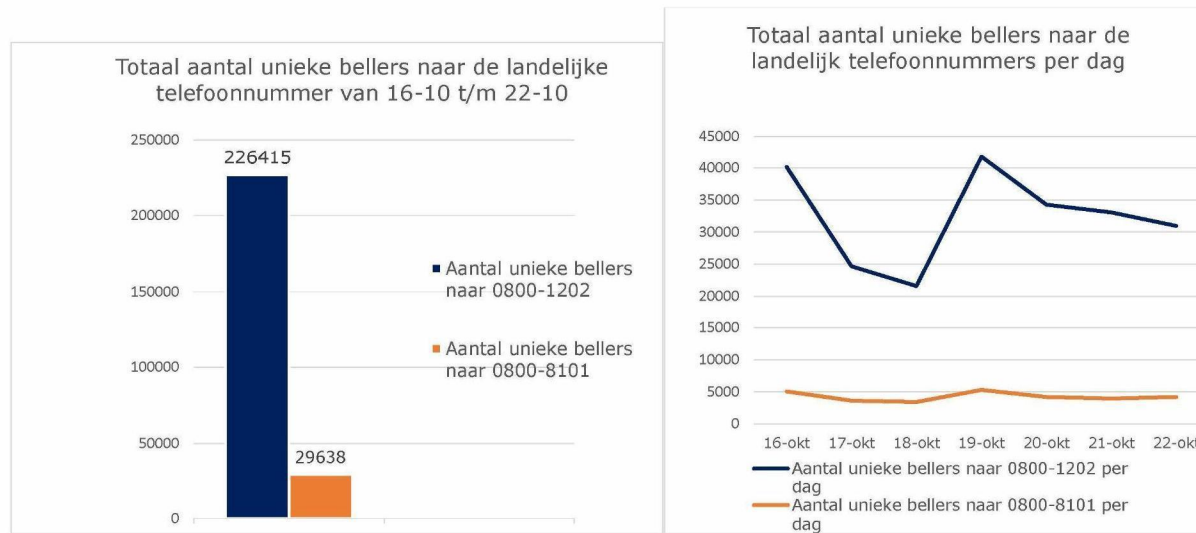 Totaal aantal unieke bellers naar de landelijke
telefoonnummer van 16-10 t/m 22-10
250000
226415
200000
150000
100000
50000
29638
0
Aantal unieke bellers
naar 0800-1202
Aantal unieke bellers
naar 0800-8101
Totaal aantal unieke bellers naar de
landelijk telefoonnummers per dag
45000
40000
35000
30000
25000
20000
15000
10000
5000
0
16-okt 17-okt 18-okt 19-okt 20-okt 21-okt 22-okt
Aantal unieke bellers naar 0800-1202 per
dag
Aantal unieke bellers naar 0800-8101 per
dag